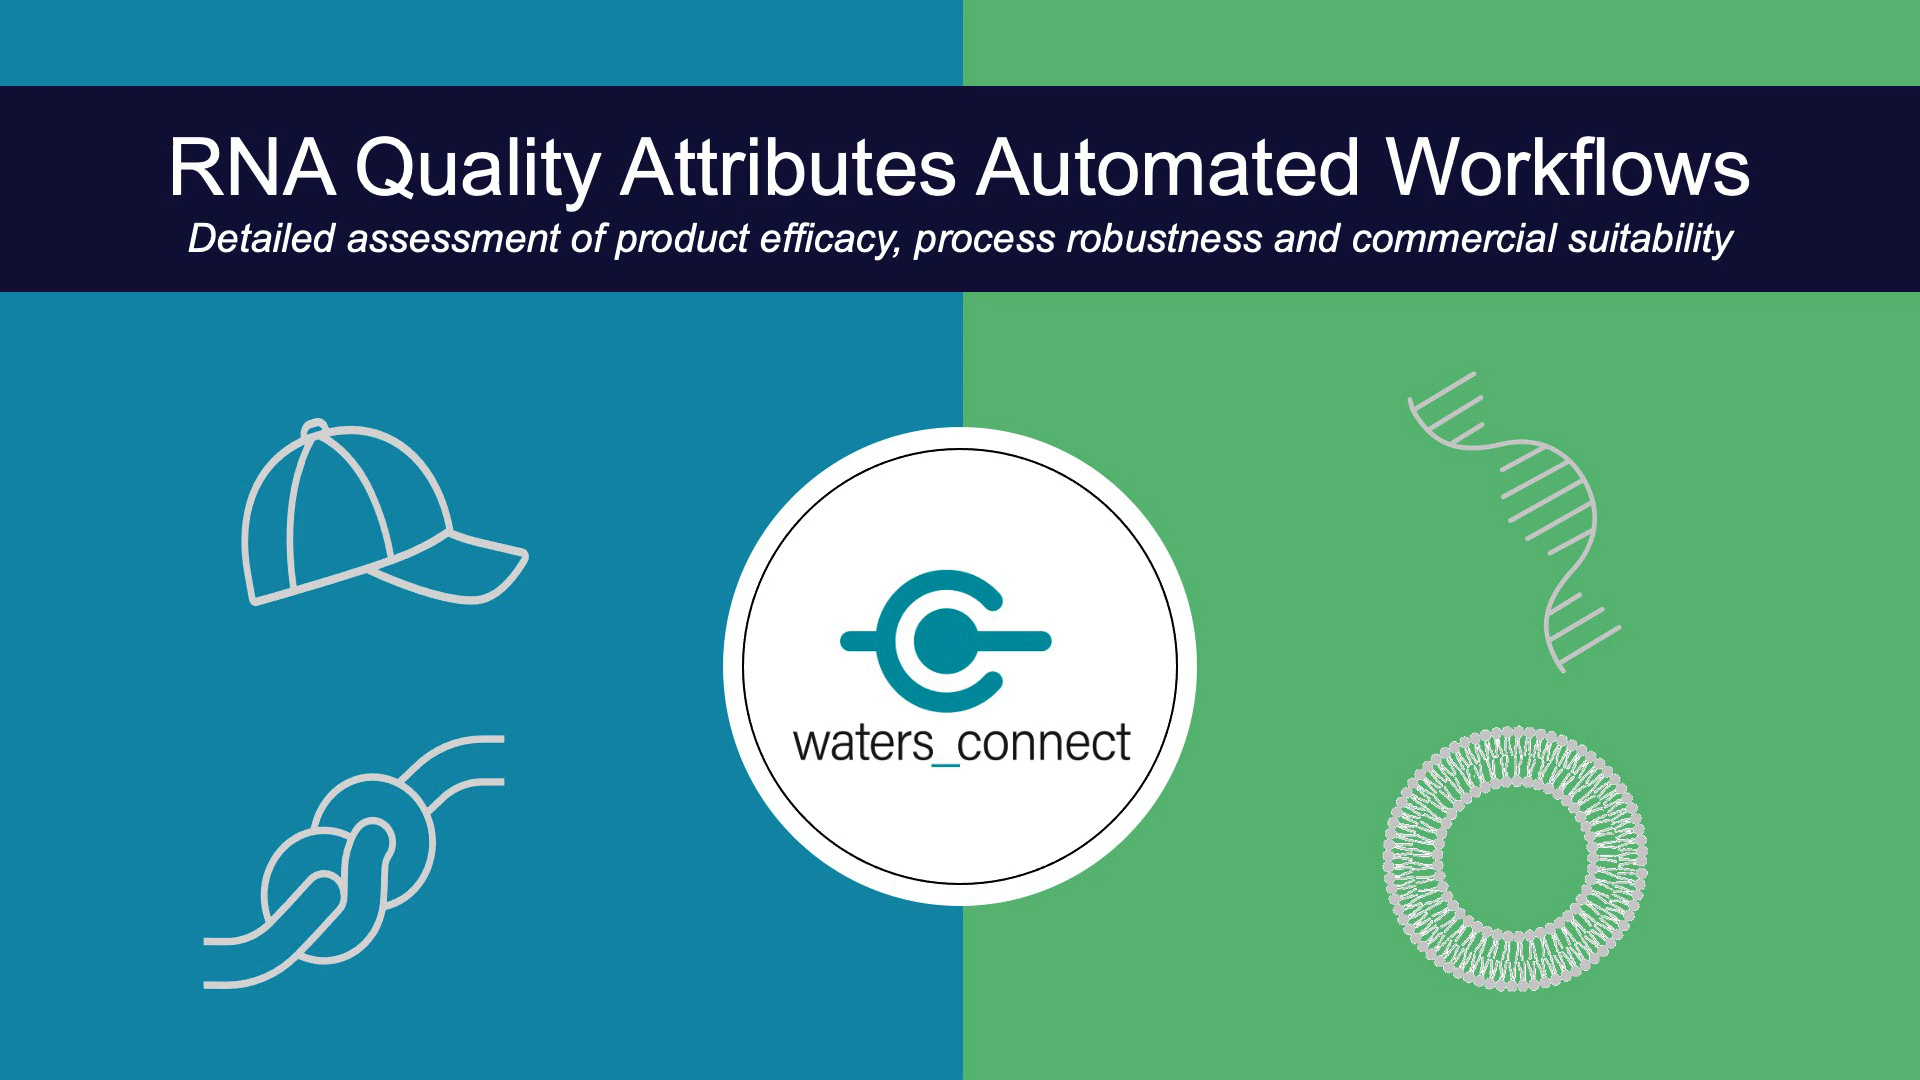 RNA Quality Attributes Automated Workflows
Detailed assessment of product efficacy, process robustness and commercial suitability
waters_connect